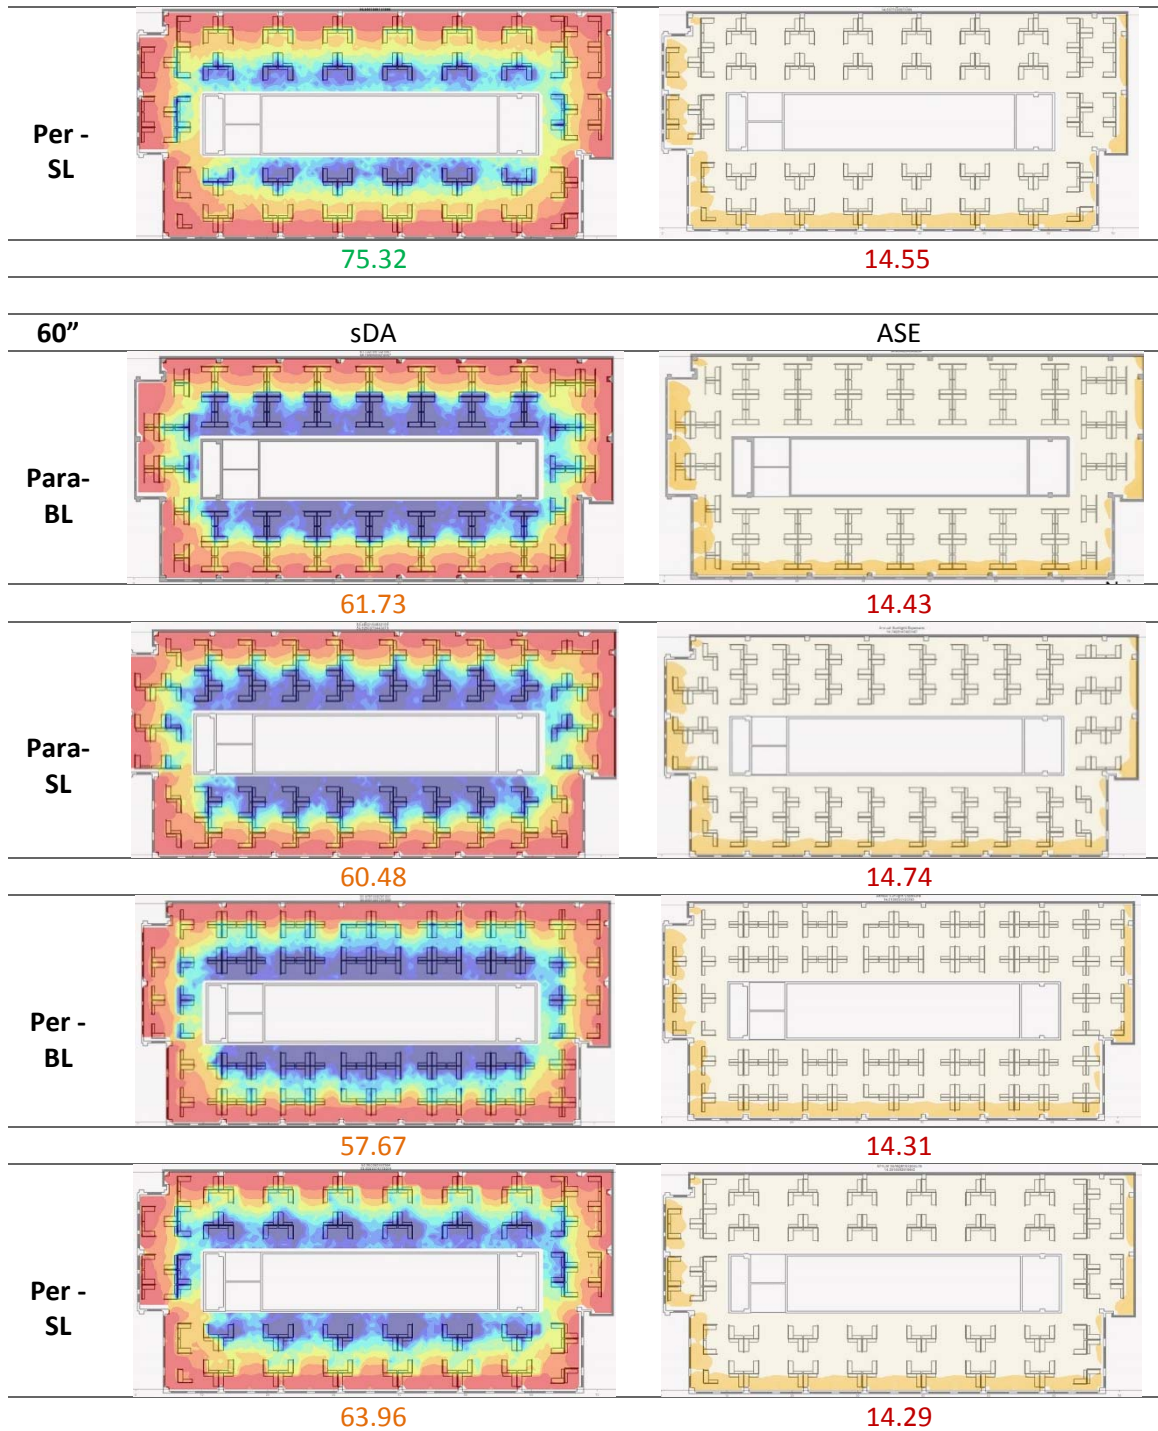 Per -
SL
75.32 14.55
60” sDA ASE
Para-
BL
61.73 14.43
Para-
SL
60.48 14.74
Per -
BL
57.67 14.31
Per -
SL
63.96 14.29